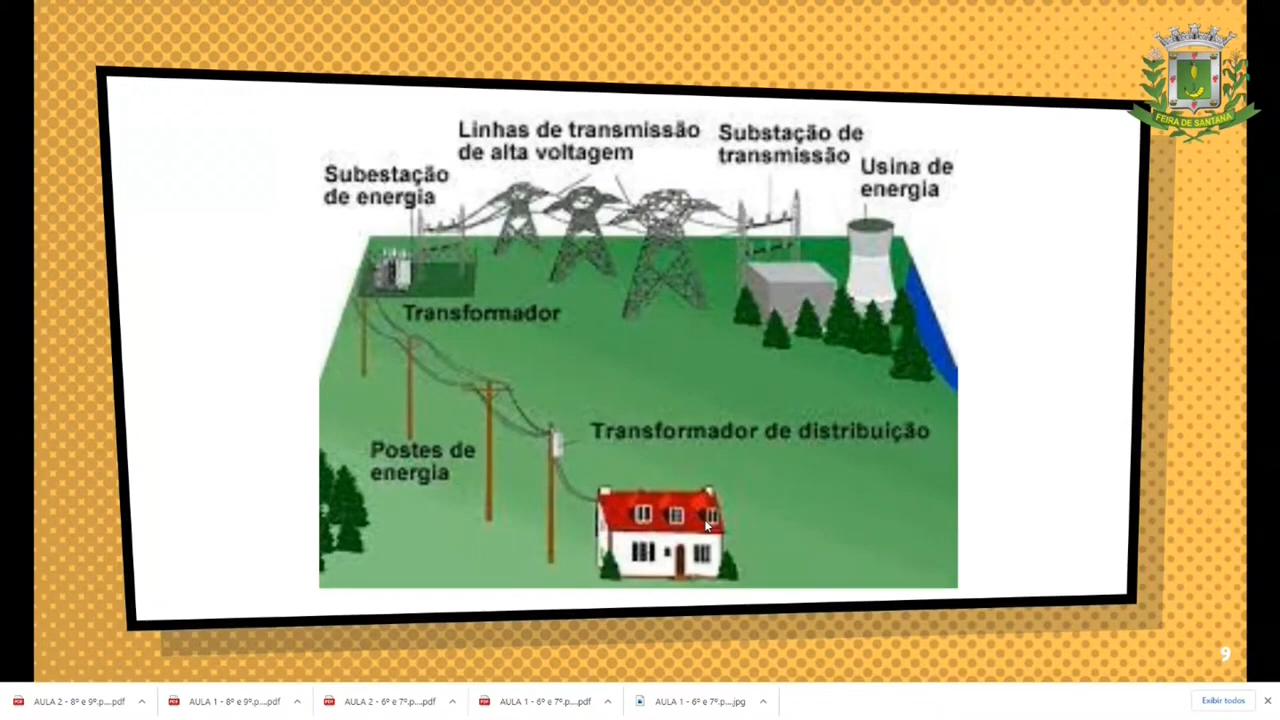 Linhas de transmissão
de alta voltagem
Substação de
transmissão
Usina de
energia
Subestação
de energia
FEIRA DE SANTANA
Transformador
Transformador de distribuição
Postes de
energia
9
AULA 2 - 8º e 9º.p....pdf
AULA 1 - 8º e 9º.p....pdf
AULA 2 - 6º e 7º.p....pdf
AULA 1 - 6º e 7º.p....pdf
AULA 1 - 6º e 7º.p....jpg
Exibir todos